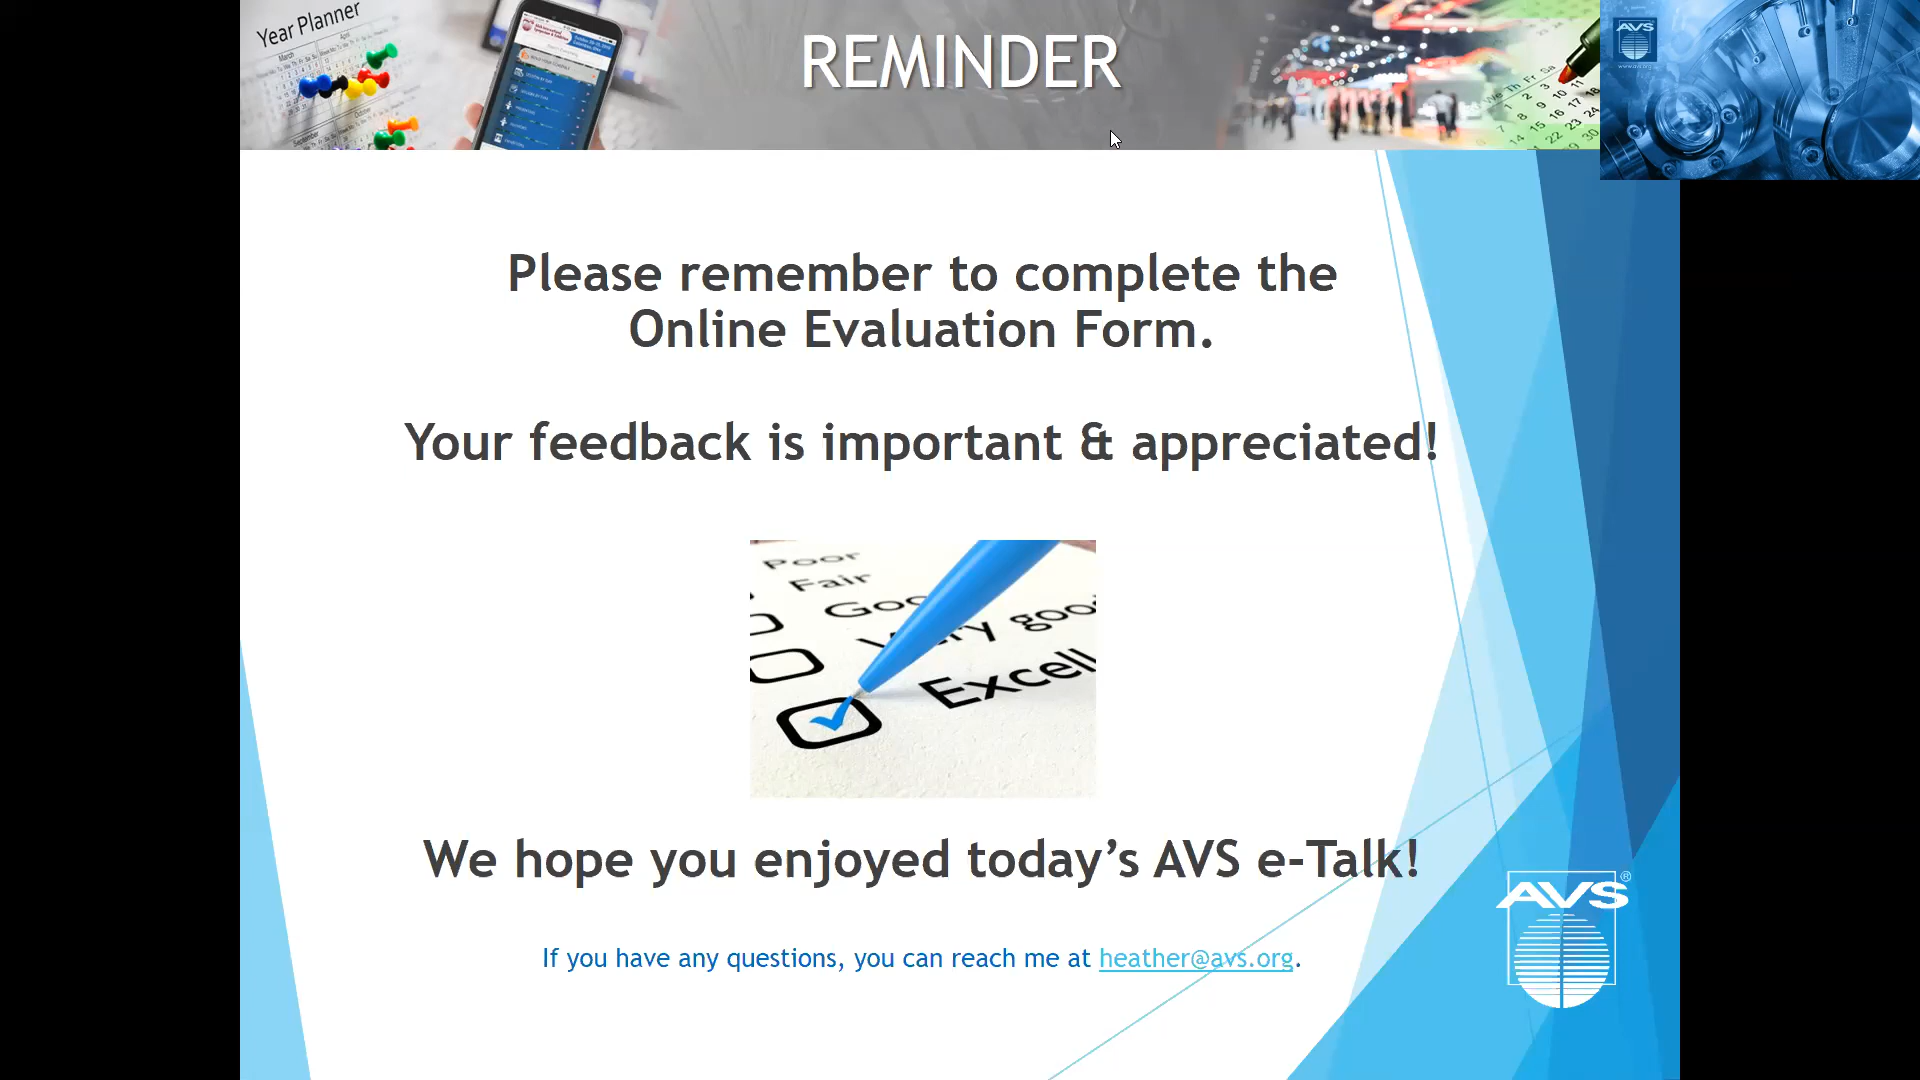 Year Planner
REMINDER
AVS
Please remember to complete the
Online Evaluation Form.
Your feedback is important & appreciated!
Poor
Fair
Very good
Excell
We hope you enjoyed today’s AVS e-Talk!
AVS®
If you have any questions, you can reach me at heather@avs.org.